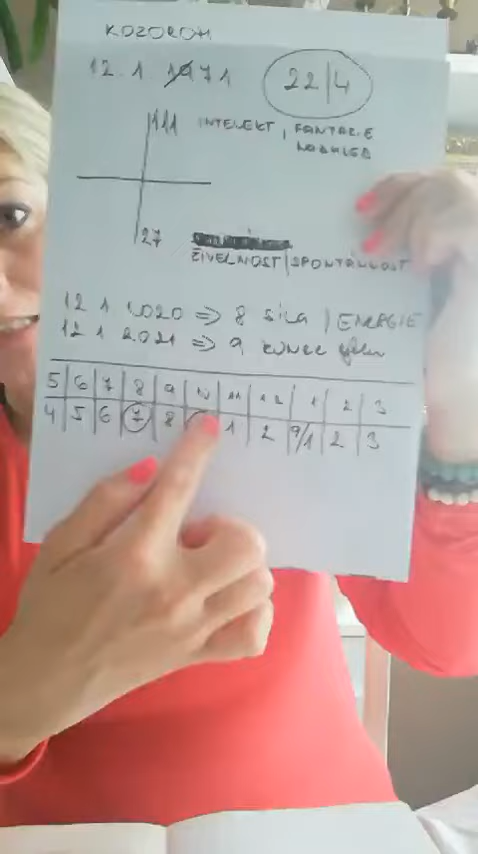 KOZOROH
12.1 1971 22/4
111 INTELEKT, FANTAZIE
NADHLED
27
ŽIVELNOST/SPONTÁNNOST
12 1 2020 => 8 SÍLA / ENERGIE
12 1 2021 => 9 KONEC
5 6 7 8 9 10 11 12 1 2 3
4 5 6 7 8 1 2 9/1 2 3